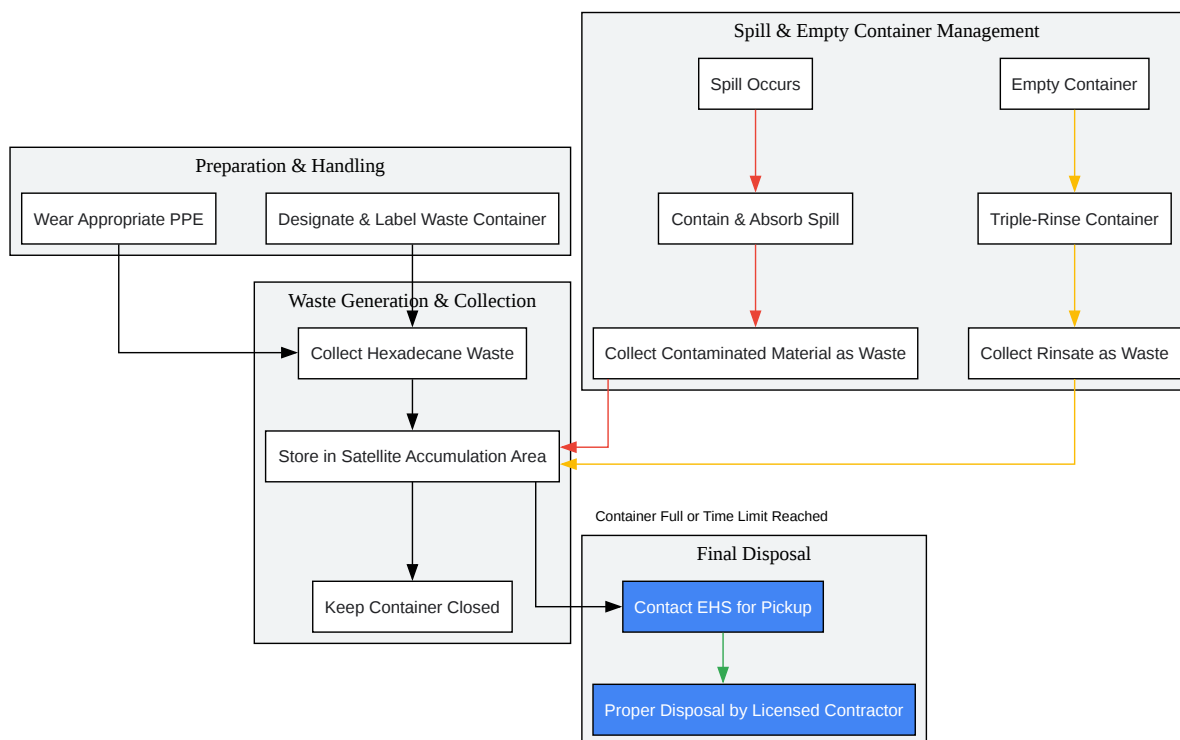 Spill & Empty Container Management
Spill Occurs
Empty Container
Preparation & Handling
Wear Appropriate PPE
Designate & Label Waste Container
Contain & Absorb Spill
Triple-Rinse Container
Waste Generation & Collection
Collect Hexadecane Waste
Collect Contaminated Material as Waste
Collect Rinsate as Waste
Store in Satellite Accumulation Area
Container Full or Time Limit Reached
Final Disposal
Keep Container Closed
Contact EHS for Pickup
Proper Disposal by Licensed Contractor